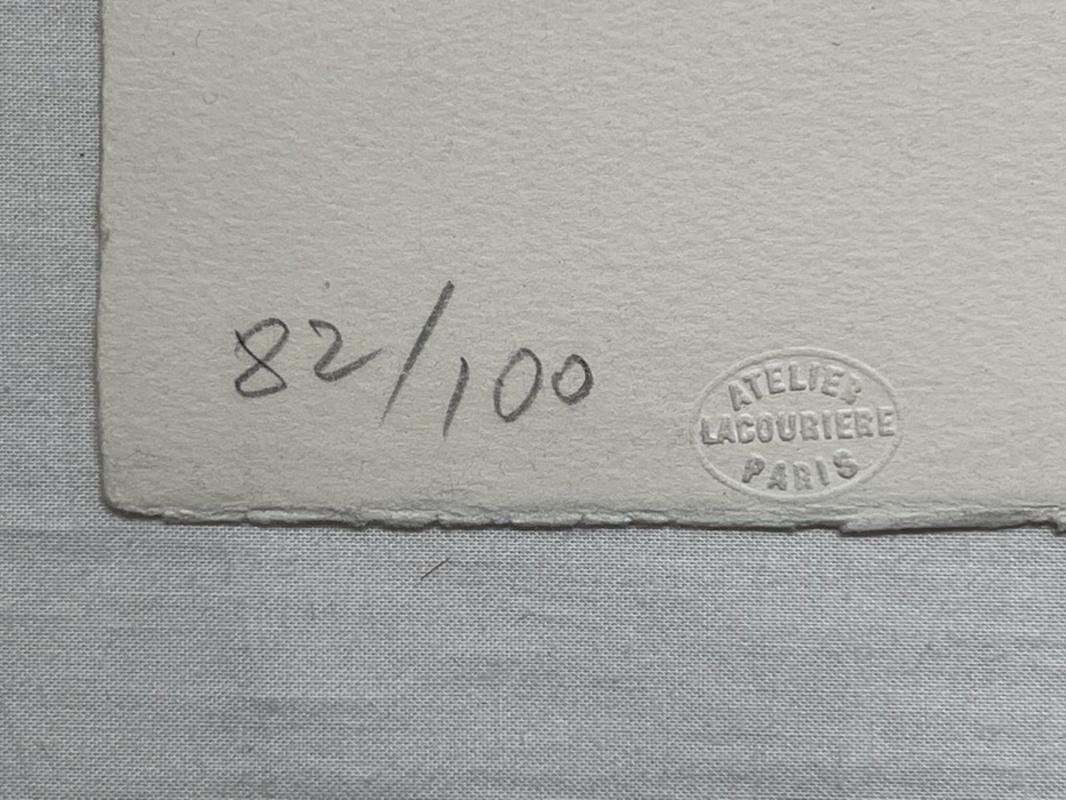 82/100
ATELIER
LACOURIERE
PARIS